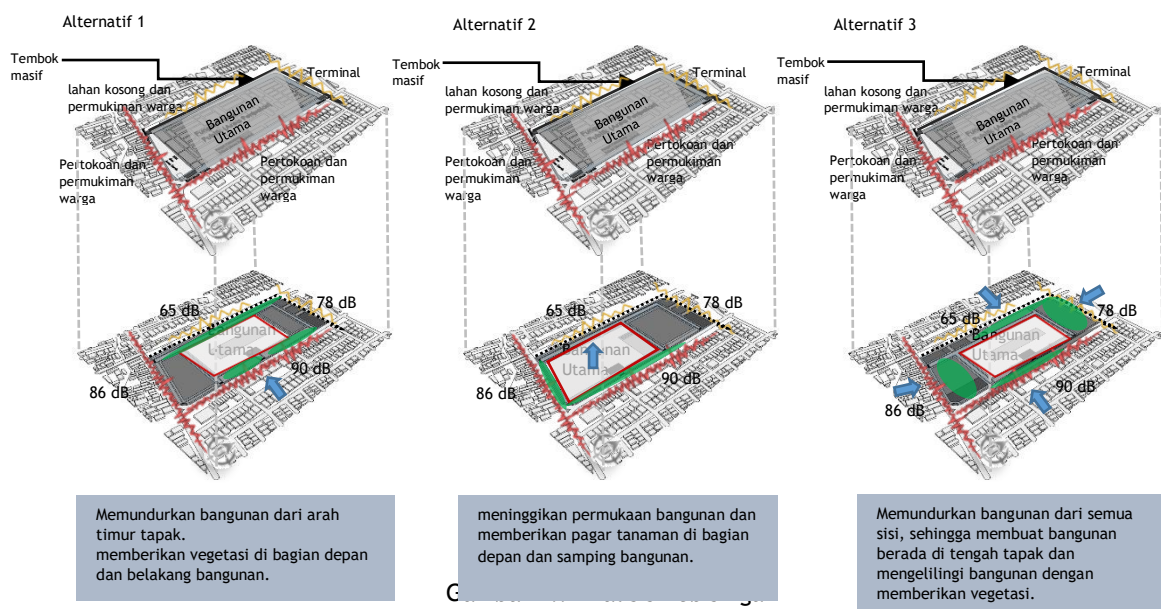 Alternatif 1
Tembok
masif
Terminal
lahan kosong dan
permukiman warga
Bangunan
Utama
Pertokoan dan
permukiman
warga
Pertokoan dan
permukiman warga
65 dB
78 dB
Bangunan
Utama
90 dB
86 dB
Memundurkan bangunan dari arah
timur tapak.
memberikan vegetasi di bagian depan
dan belakang bangunan.
Alternatif 2
Tembok
masif
Terminal
lahan kosong dan
permukiman warga
Bangunan
Utama
Pertokoan dan
permukiman
warga
Pertokoan dan
permukiman
warga
65 dB
78 dB
Bangunan
Utama
90 dB
86 dB
meninggikan permukaan bangunan dan
memberikan pagar tanaman di bagian
depan dan samping bangunan.
Alternatif 3
Tembok
masif
Terminal
lahan kosong dan
permukiman warga
Bangunan
Utama
Pertokoan dan
permukiman
warga
Pertokoan dan
permukiman
warga
65 dB
78 dB
Bangunan
Utama
90 dB
86 dB
Memundurkan bangunan dari semua
sisi, sehingga membuat bangunan
berada di tengah tapak dan
mengelilingi bangunan dengan
memberikan vegetasi.